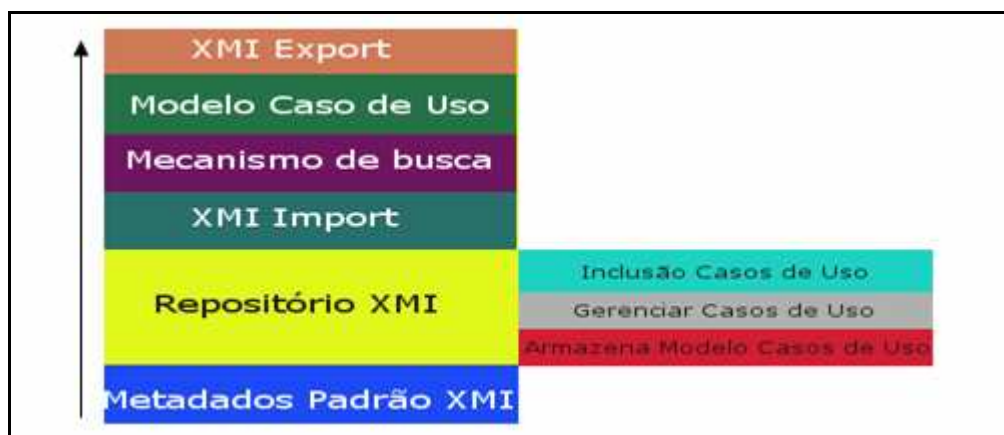 XMI Export
Modelo Caso de Uso
Mecanismo de busca
XMI Import
Repositório XMI
Inclusão Casos de Uso
Gerenciar Casos de Uso
Armazena Modelo Casos de Uso
Metadados Padrão XMI